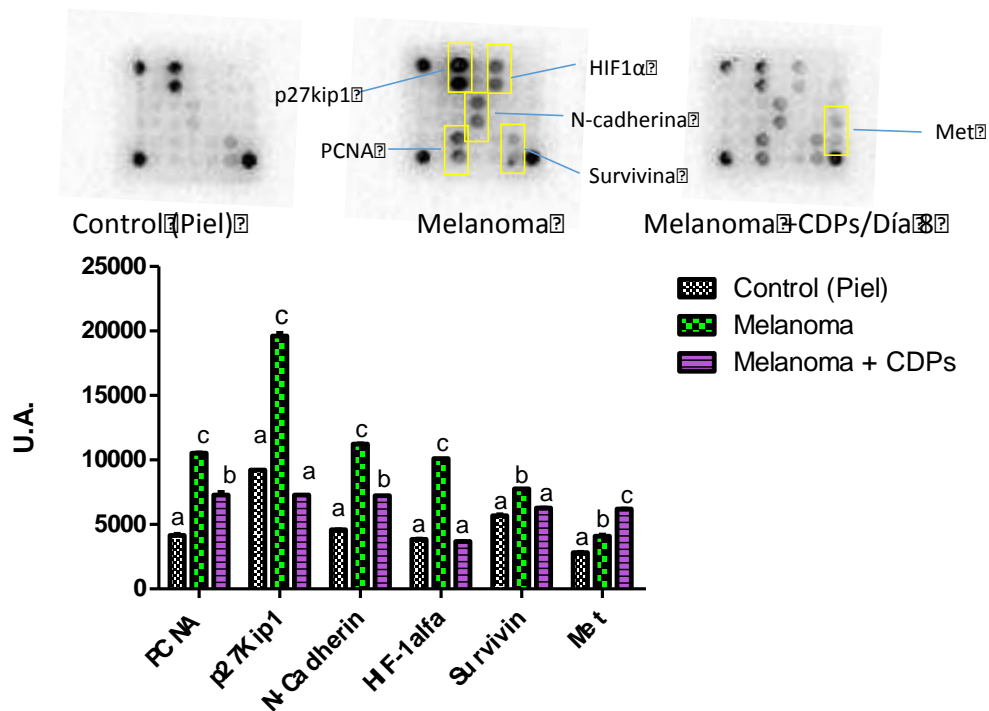 p27kip1
HIF1α
N-cadherina
PCNA
Met
Survivina
Control (Piel)
Melanoma
Melanoma +CDPs/Día 8
25000
20000
15000
10000
5000
0
U.A.
a c b
a c a
a c b
a c a
a b a
a b c
PCNA
p27Kip1
N-Cadherin
HIF-1alfa
Survivin
Met
Control (Piel)
Melanoma
Melanoma + CDPs